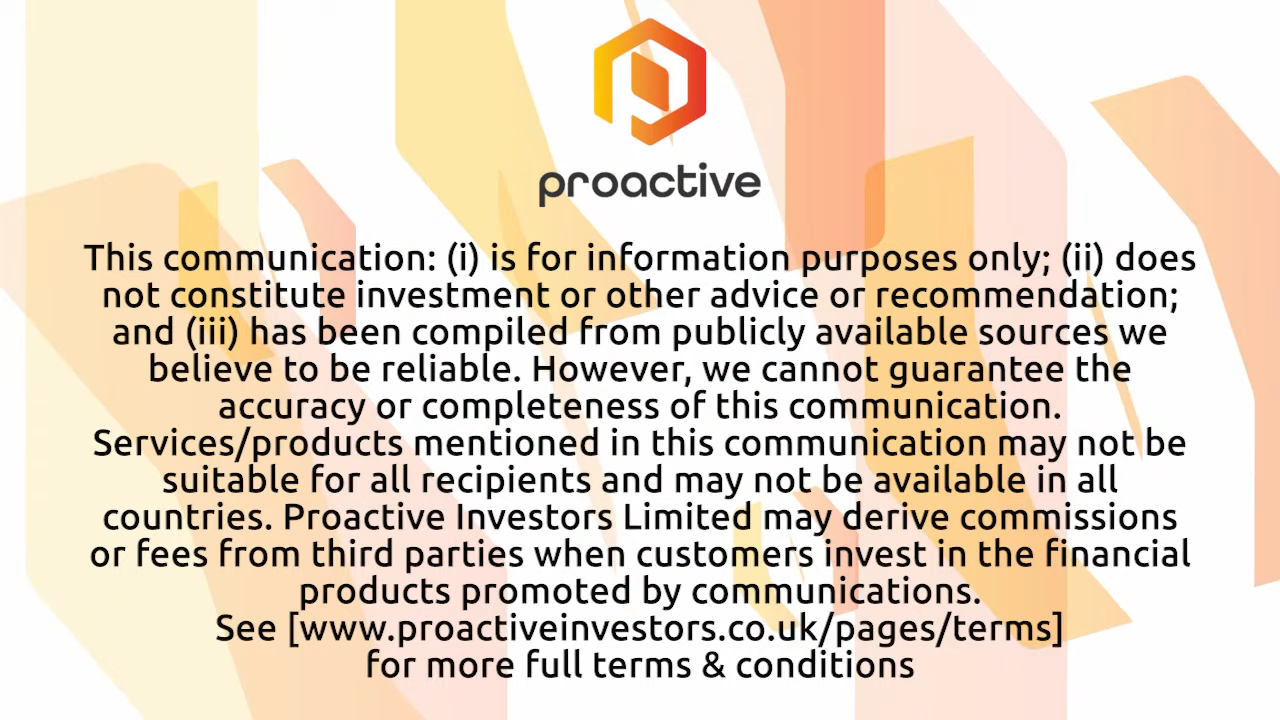 proactive
This communication: (i) is for information purposes only; (ii) does
not constitute investment or other advice or recommendation;
and (iii) has been compiled from publicly available sources we
believe to be reliable. However, we cannot guarantee the
accuracy or completeness of this communication.
Services/products mentioned in this communication may not be
suitable for all recipients and may not be available in all
countries. Proactive Investors Limited may derive commissions
or fees from third parties when customers invest in the financial
products promoted by communications.
See [www.proactiveinvestors.co.uk/pages/terms]
for more full terms & conditions